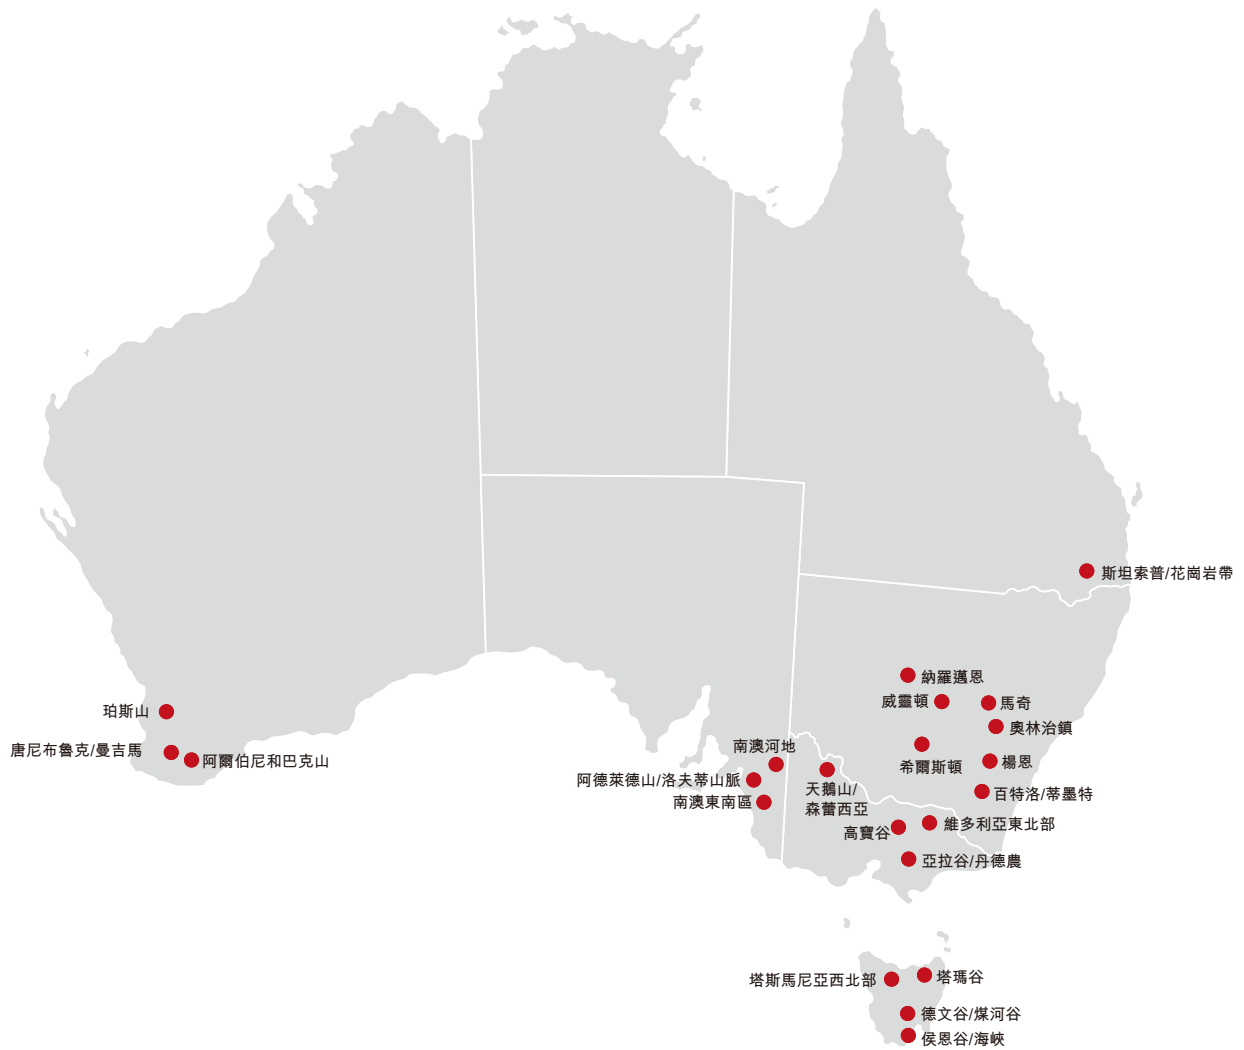 斯坦索普/花崗岩帶
納羅邁恩
威靈頓
馬奇
珀斯山
奧林治鎮
唐尼布魯克/曼吉馬
南澳河地
阿爾伯尼和巴克山
希爾斯頓
楊恩
阿德萊德山/洛夫蒂山脈
天鵝山/
森蕾西亞
百特洛/蒂墨特
南澳東南區
高寶谷
維多利亞東北部
亞拉谷/丹德農
塔斯馬尼亞西北部
塔瑪谷
德文谷/煤河谷
侯恩谷/海峽